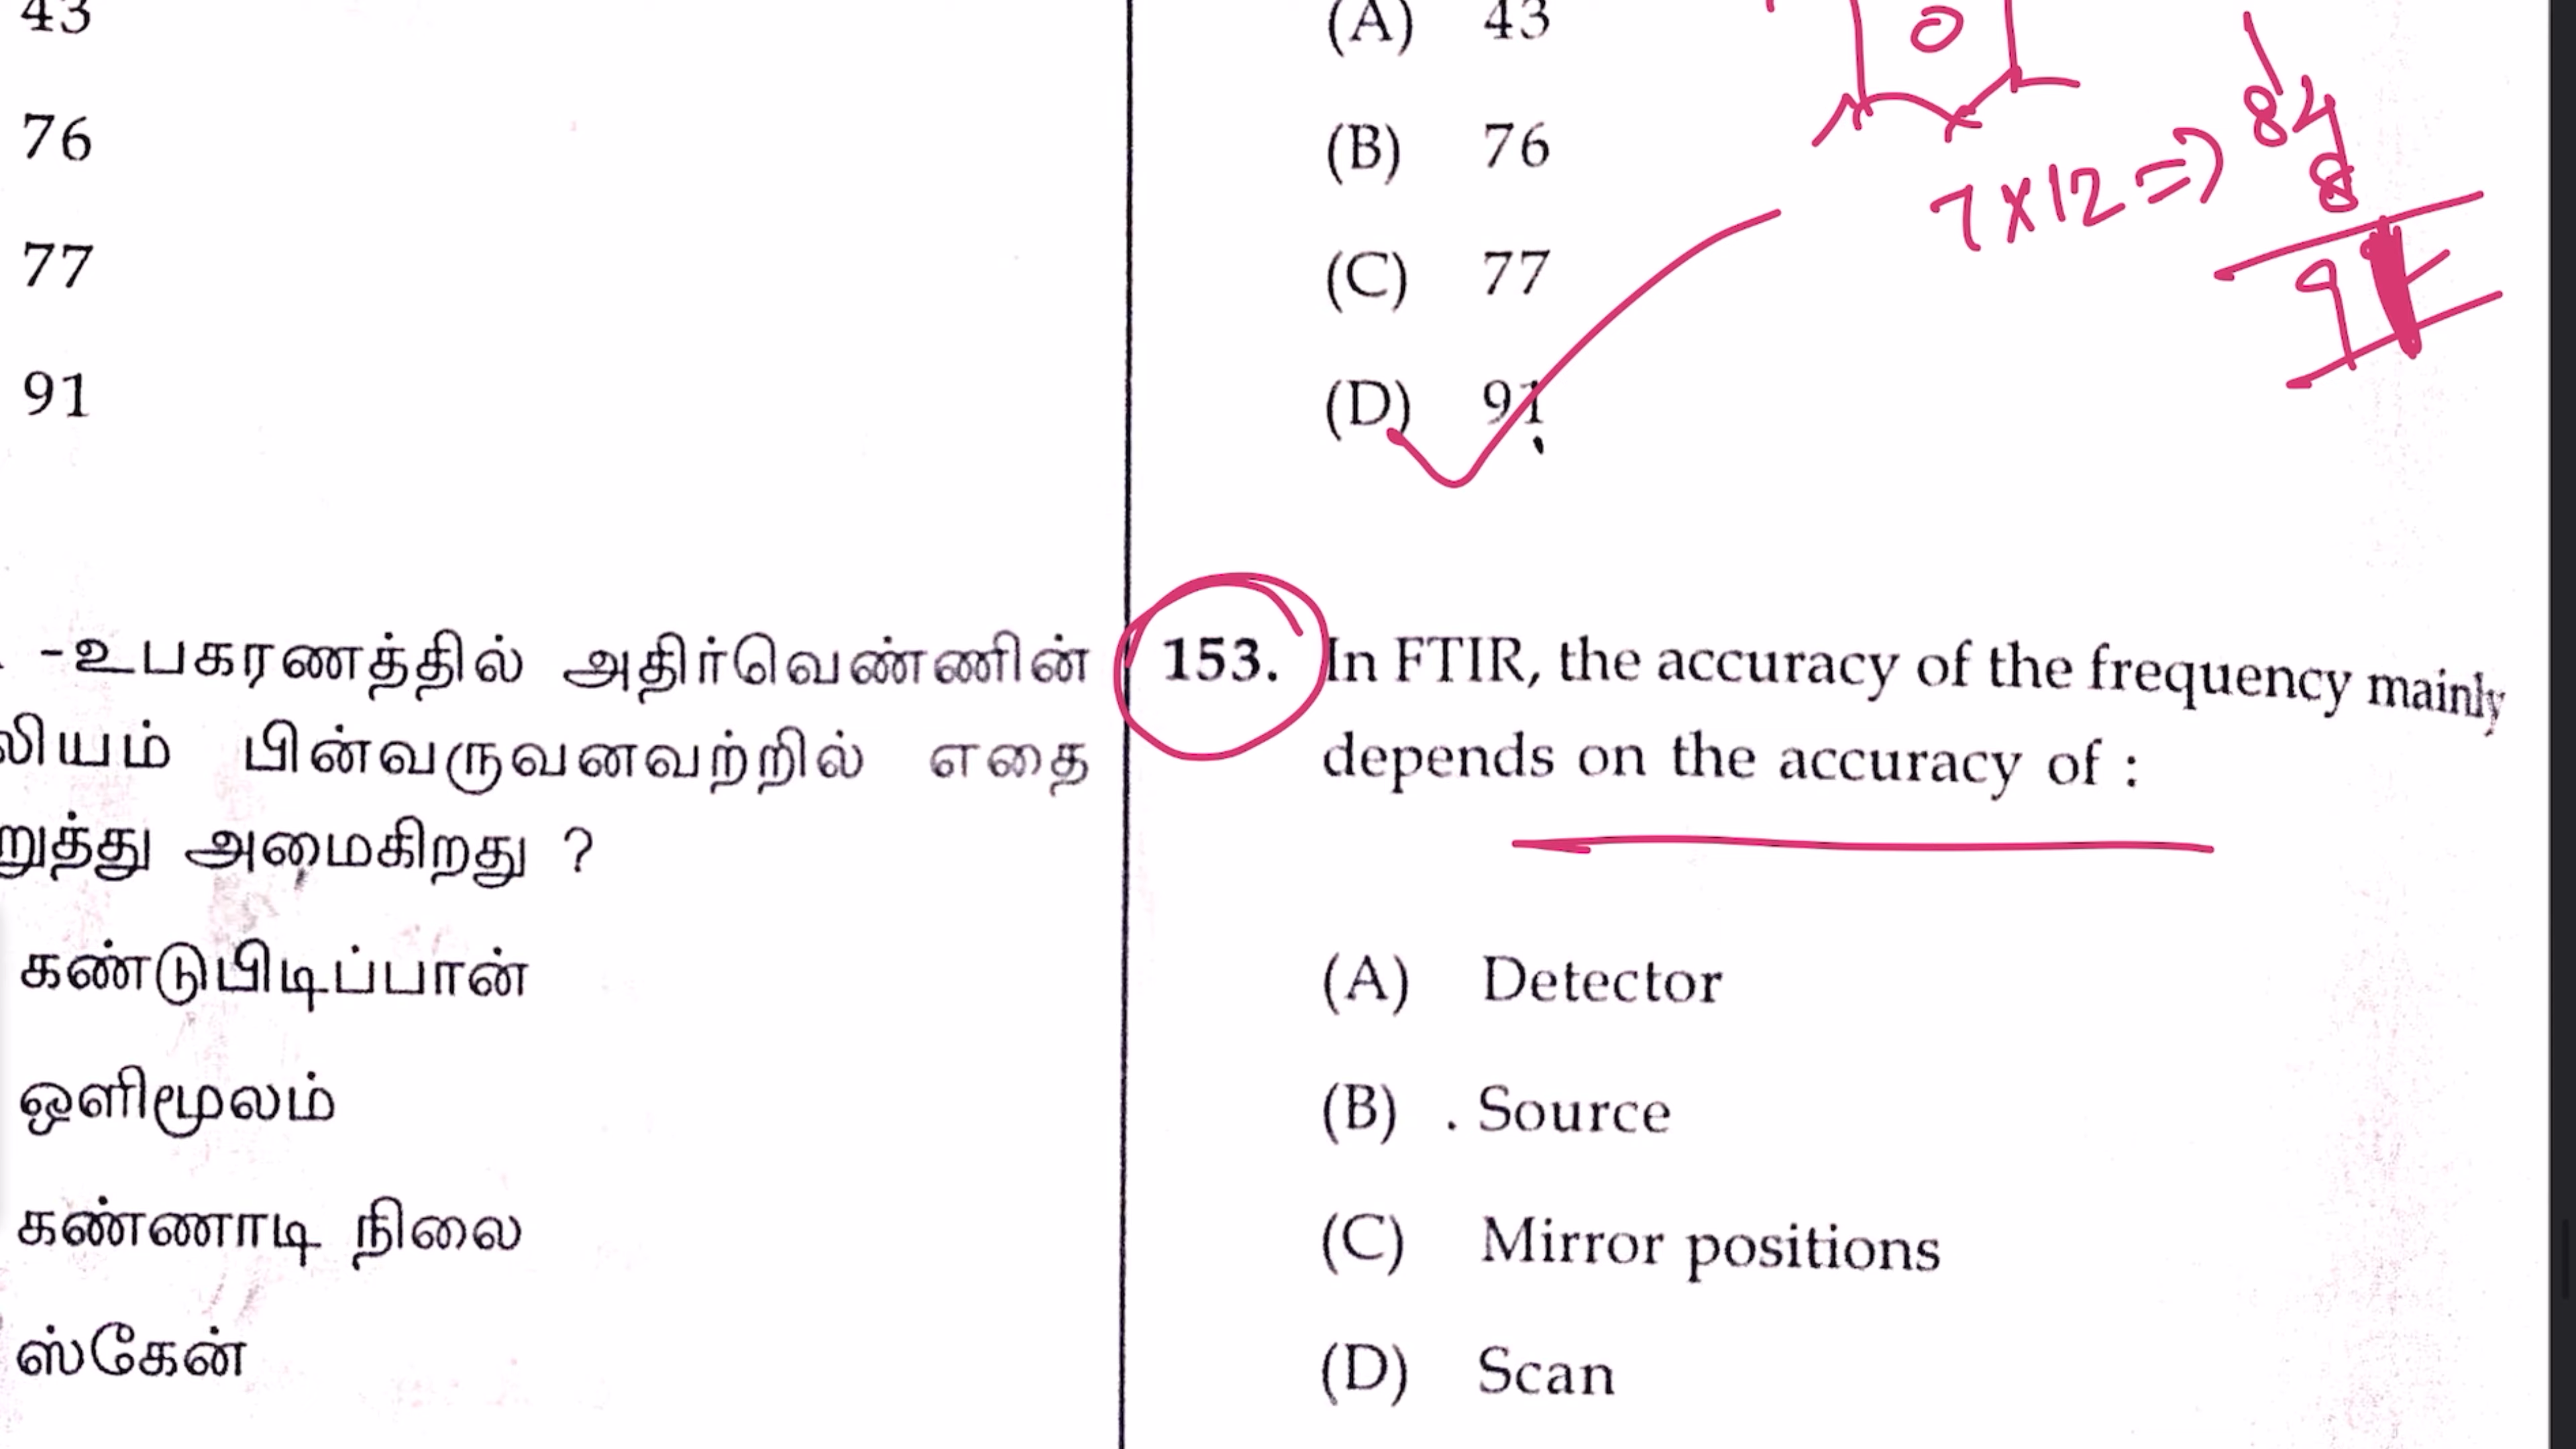 43
76
77
91
-உபகரணத்தில் அதிர்வெண்ணின்
லியம் பின்வருவனவற்றில் எதை
றுத்து அமைகிறது ?
கண்டுபிடிப்பான்
ஒளிமூலம்
கண்ணாடி நிலை
ஸ்கேன்
(A) 43
(B) 76
(C) 77
(D) 91
0
7 x 12 => 84
8
153. In FTIR, the accuracy of the frequency mainly
depends on the accuracy of :
(A) Detector
(B) . Source
(C) Mirror positions
(D) Scan